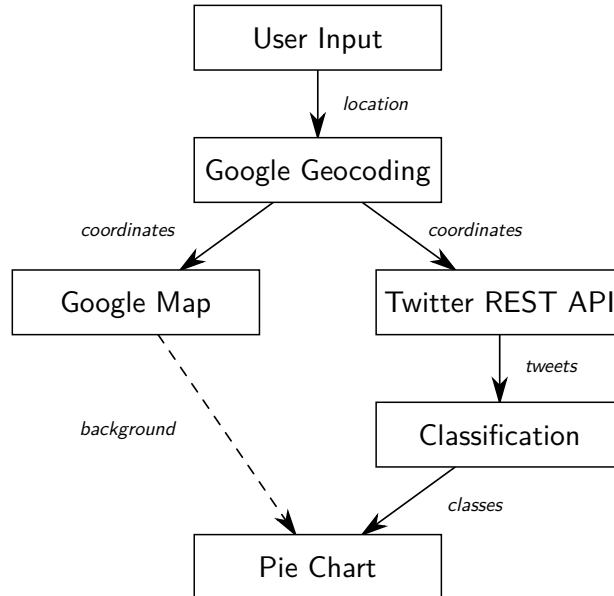 User Input
location
Google Geocoding
coordinates
coordinates
Google Map
Twitter REST API
tweets
background
Classification
classes
Pie Chart